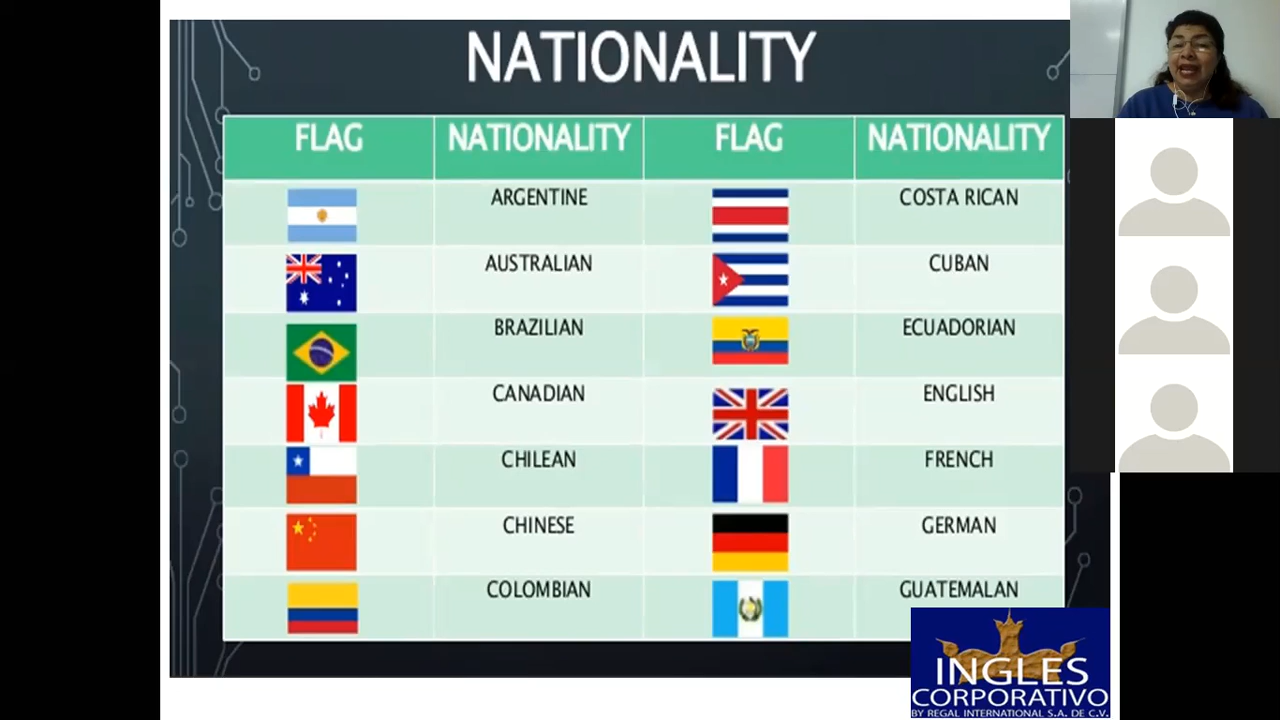 NATIONALITY
FLAG NATIONALITY FLAG NATIONALITY
ARGENTINE COSTA RICAN
AUSTRALIAN CUBAN
BRAZILIAN ECUADORIAN
CANADIAN ENGLISH
CHILEAN FRENCH
CHINESE GERMAN
COLOMBIAN GUATEMALAN
INGLES
CORPORATIVO
BY REGAL INTERNATIONAL S.A. DE C.V.